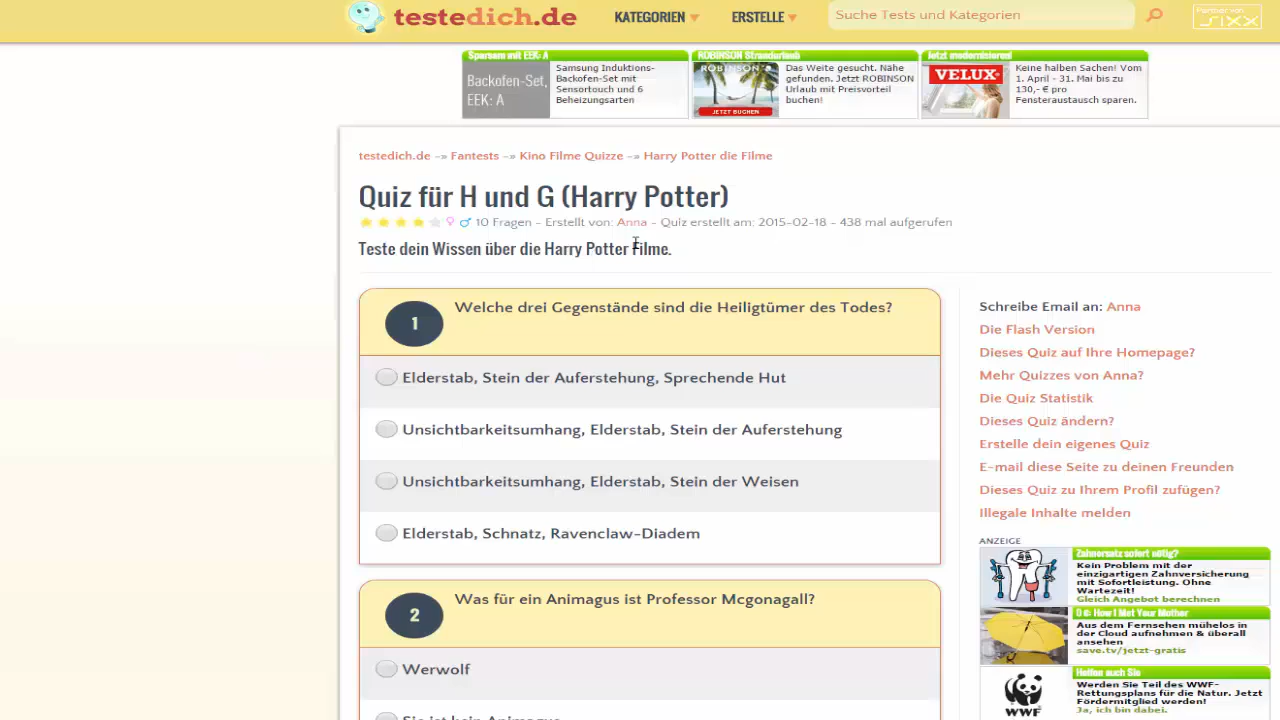 testedich.de
KATEGORIEN
ERSTELLE
Suche Tests und Kategorien
Partner von
sixx
Sparsam mit EEK: A
Backofen-Set,
EEK: A
Samsung Induktions-
Backofen-Set mit
Sensortouch und 6
Beheizungsarten
ROBINSON Strandurlaub
ROBINSON
JETZT BUCHEN
Das Weite gesucht. Nähe
gefunden. Jetzt ROBINSON
Urlaub mit Preisvorteil
buchen!
Jetzt modernisieren!
VELUX
Keine halben Sachen! Vom
1. April - 31. Mai bis zu
130,- € pro
Fensteraustausch sparen.
testedich.de -» Fantests -» Kino Filme Quizze -» Harry Potter die Filme
Quiz für H und G (Harry Potter)
10 Fragen - Erstellt von: Anna - Quiz erstellt am: 2015-02-18 - 438 mal aufgerufen
Teste dein Wissen über die Harry Potter Filme.
1
Welche drei Gegenstände sind die Heiligtümer des Todes?
Elderstab, Stein der Auferstehung, Sprechende Hut
Unsichtbarkeitsumhang, Elderstab, Stein der Auferstehung
Unsichtbarkeitsumhang, Elderstab, Stein der Weisen
Elderstab, Schnatz, Ravenclaw-Diadem
2
Was für ein Animagus ist Professor Mcgonagall?
Werwolf
Sie ist kein Animagus
Schreibe Email an: Anna
Die Flash Version
Dieses Quiz auf Ihre Homepage?
Mehr Quizzes von Anna?
Die Quiz Statistik
Dieses Quiz ändern?
Erstelle dein eigenes Quiz
E-mail diese Seite zu deinen Freunden
Dieses Quiz zu Ihrem Profil zufügen?
Illegale Inhalte melden
ANZEIGE
Zahnersatz sofort nötig?
Kein Problem mit der
einzigartigen Zahnversicherung
mit Sofortleistung. Ohne
Wartezeit!
Gleich Angebot berechnen
How I Met Your Mother
Aus dem Fernsehen mühelos in
der Cloud aufnehmen & überall
ansehen
save.tv/jetzt-gratis
Helfen auch Sie
WWF
Werden Sie Teil des WWF-
Rettungsplans für die Natur. Jetzt
Fördermitglied werden!
Ja, ich bin dabei.